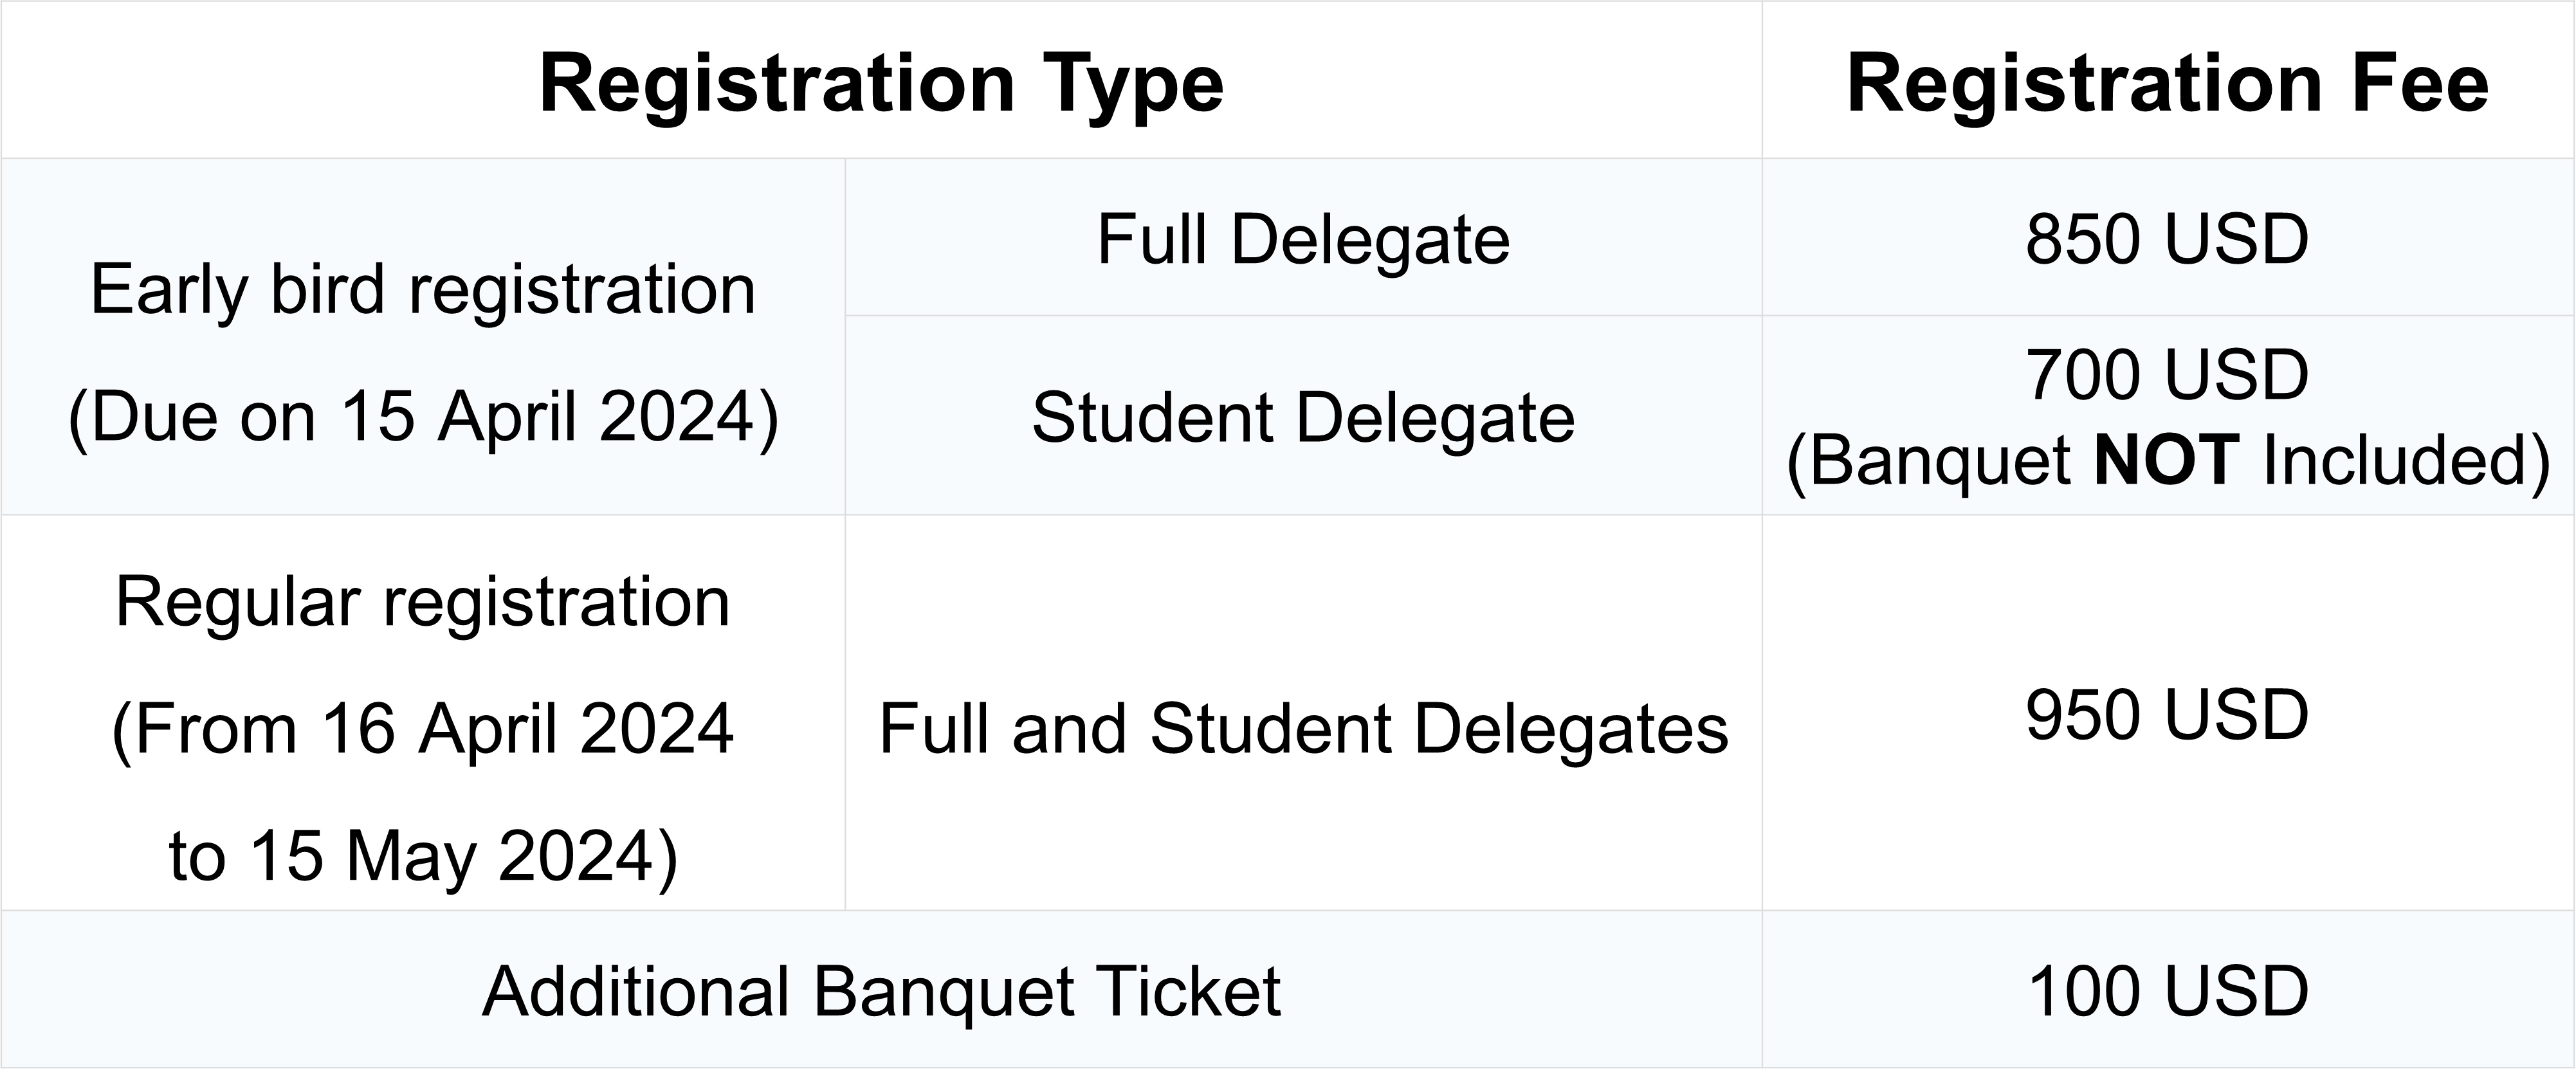 Registration Type
Registration Fee
Early bird registration
(Due on 15 April 2024)
Full Delegate
850 USD
Student Delegate
700 USD
(Banquet NOT Included)
Regular registration
(From 16 April 2024
to 15 May 2024)
Full and Student Delegates
950 USD
Additional Banquet Ticket
100 USD